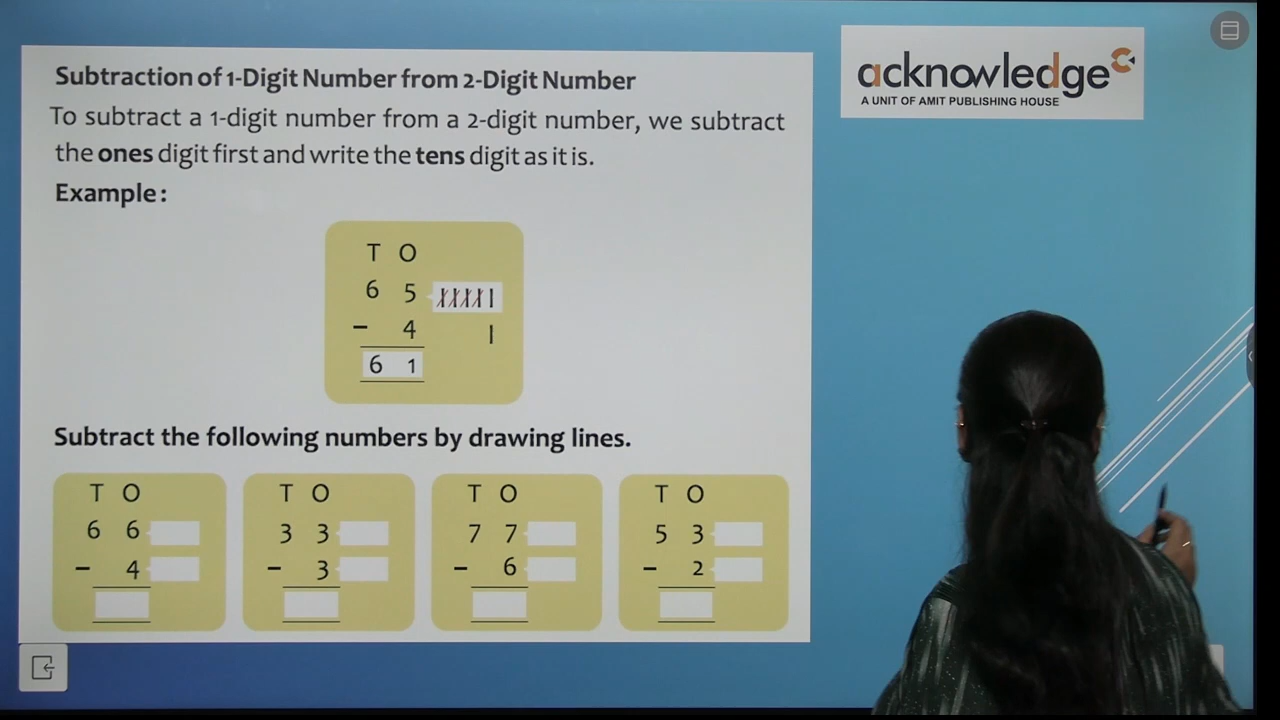 Subtraction of 1-Digit Number from 2-Digit Number
To subtract a 1-digit number from a 2-digit number, we subtract
the ones digit first and write the tens digit as it is.
Example:
T O
6 5
- 4
6 1
Subtract the following numbers by drawing lines.
T O
6 6
- 4
T O
3 3
- 3
T O
7 7
- 6
T O
5 3
- 2
acknowledge
A UNIT OF AMIT PUBLISHING HOUSE